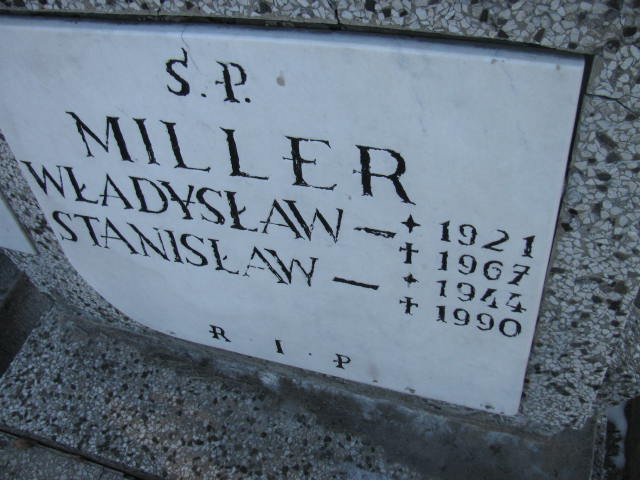 Ś. P.
MILLER
WŁADYSŁAW – ✦ 1921
† 1967
STANISŁAW – ✦ 1944
† 1990
R . I . P